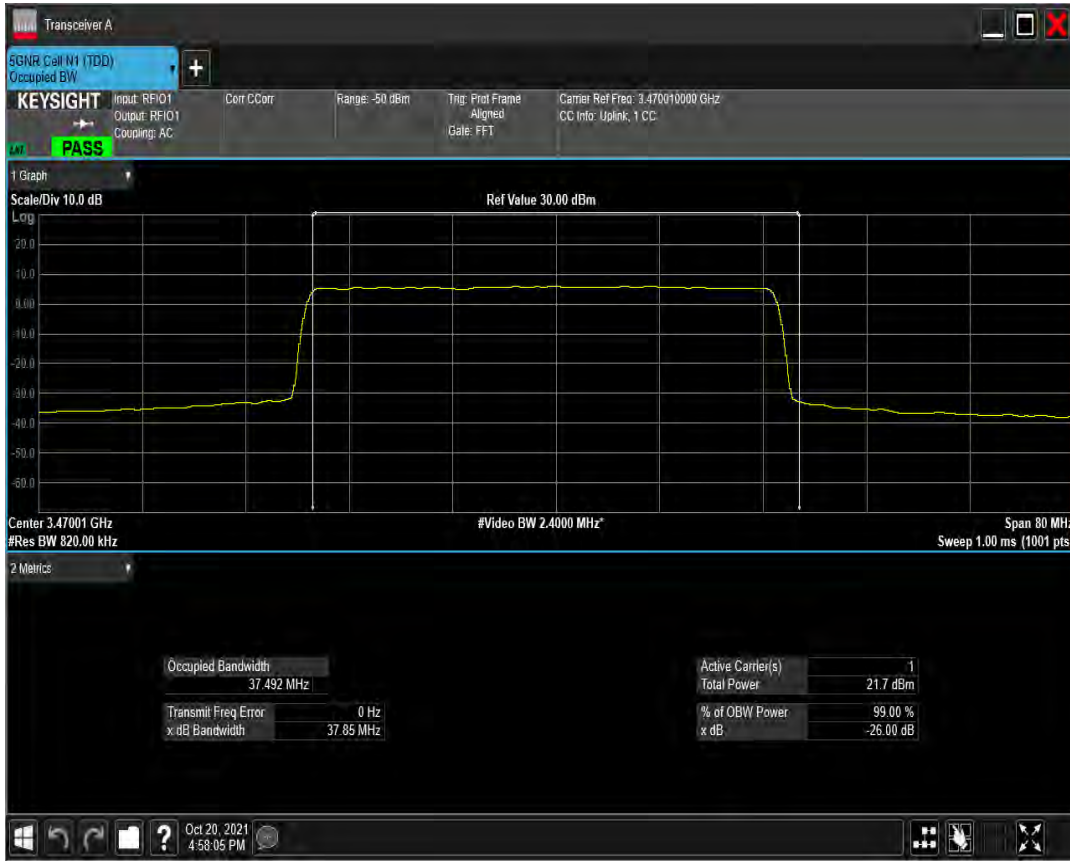 Transceiver A
5GNR Cell N1 (TDD)
Occupied BW
KEYSIGHT
PASS
Input: RFIO1
Output: RFIO1
Coupling: AC
Corr CCorr
Range: -50 dBm
Trig: Prot Frame
Aligned
Gate: FFT
Carrier Ref Freq: 3.470010000 GHz
CC Info: Uplink, 1 CC
1 Graph
Scale/Div 10.0 dB
Ref Value 30.00 dBm
Log
20.0
10.0
0.00
-10.0
-20.0
-30.0
-40.0
-50.0
-60.0
Center 3.47001 GHz
#Video BW 2.4000 MHz*
Span 80 MHz
#Res BW 820.00 kHz
Sweep 1.00 ms (1001 pts
2 Metrics
Occupied Bandwidth
37.492 MHz
Transmit Freq Error 0 Hz
x dB Bandwidth 37.85 MHz
Active Carrier(s) 1
Total Power 21.7 dBm
% of OBW Power 99.00 %
x dB -26.00 dB
?
Oct 20, 2021
4:58:05 PM